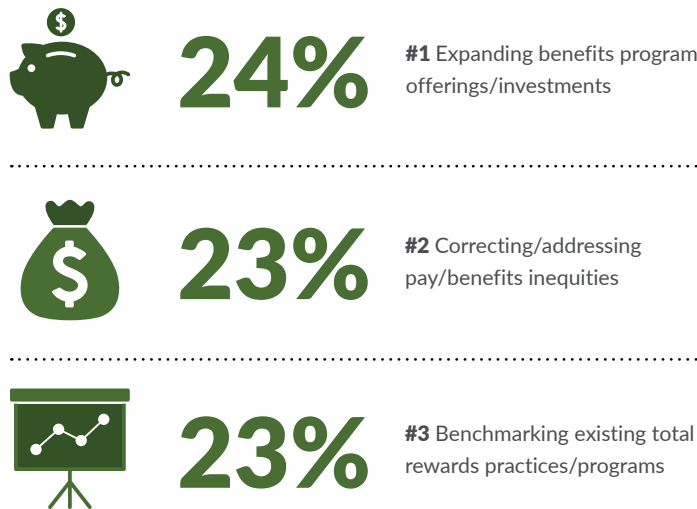 $
24%
#1 Expanding benefits program
offerings/investments
$
23%
#2 Correcting/addressing
pay/benefits inequities
23%
#3 Benchmarking existing total
rewards practices/programs